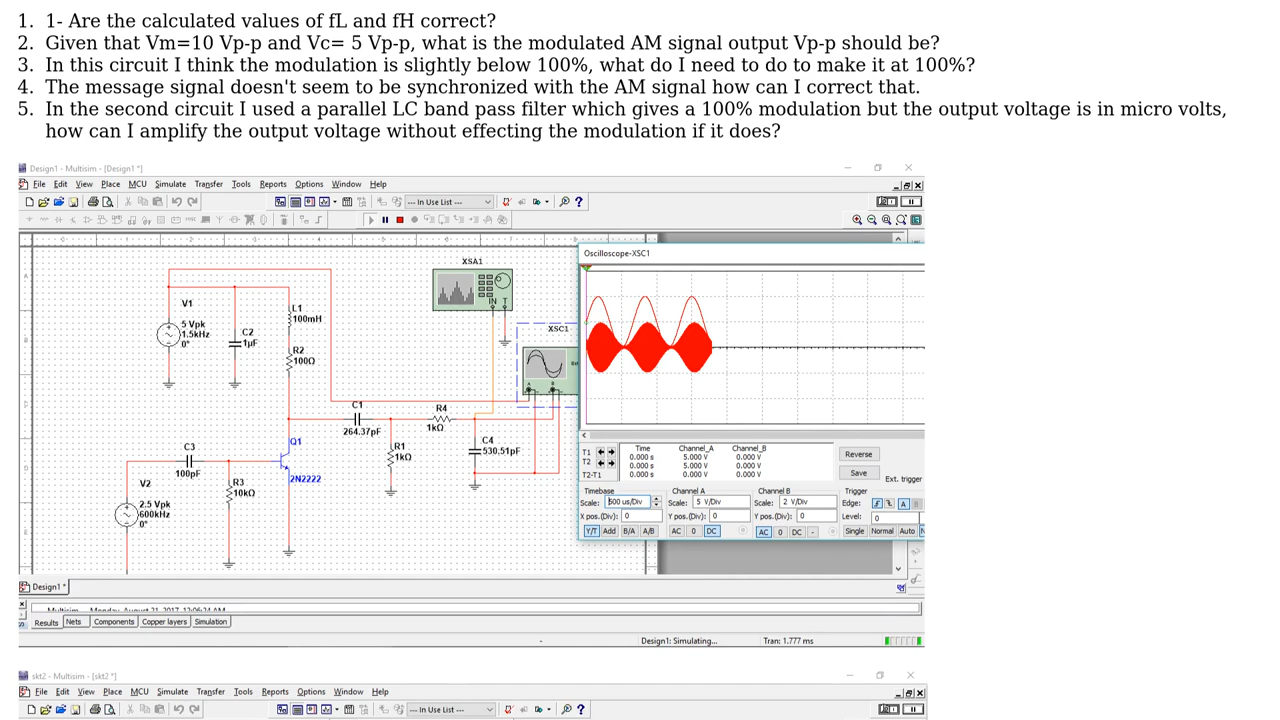 1. 1- Are the calculated values of fL and fH correct?
2. Given that Vm=10 Vp-p and Vc= 5 Vp-p, what is the modulated AM signal output Vp-p should be?
3. In this circuit I think the modulation is slightly below 100%, what do I need to do to make it at 100%?
4. The message signal doesn't seem to be synchronized with the AM signal how can I correct that.
5. In the second circuit I used a parallel LC band pass filter which gives a 100% modulation but the output voltage is in micro volts,
how can I amplify the output voltage without effecting the modulation if it does?
Design1 - Multisim - [Design1 *]
File Edit View Place MCU Simulate Transfer Tools Reports Options Window Help
--- In Use List ---
XSA1
IN T
Oscilloscope-XSC1
V1
5 Vpk
1.5kHz
0°
C2
1µF
L1
100mH
R2
100Ω
XSC1
C1
264.37pF
R4
1kΩ
R1
1kΩ
C4
530.51pF
Q1
2N2222
C3
100pF
R3
10kΩ
V2
2.5 Vpk
600kHz
0°
Time Channel_A Channel_B
T1 0.000 s 5.000 V 0.000 V
T2 0.000 s 5.000 V 0.000 V
T2-T1 0.000 s 0.000 V 0.000 V
Reverse
Save
Ext. trigger
Timebase Channel A Channel B Trigger
Scale: 500 us/Div Scale: 5 V/Div Scale: 2 V/Div Edge: A
X pos.(Div): 0 Y pos.(Div): 0 Y pos.(Div): 0 Level: 0
Y/T Add B/A A/B AC 0 DC AC 0 DC - Single Normal Auto
Design1 *
Multisim - Monday, August 21, 2017, 12:06:24 AM
Results Nets Components Copper layers Simulation
- Design1: Simulating... Tran: 1.777 ms
skt2 - Multisim - [skt2 *]
File Edit View Place MCU Simulate Transfer Tools Reports Options Window Help
--- In Use List ---